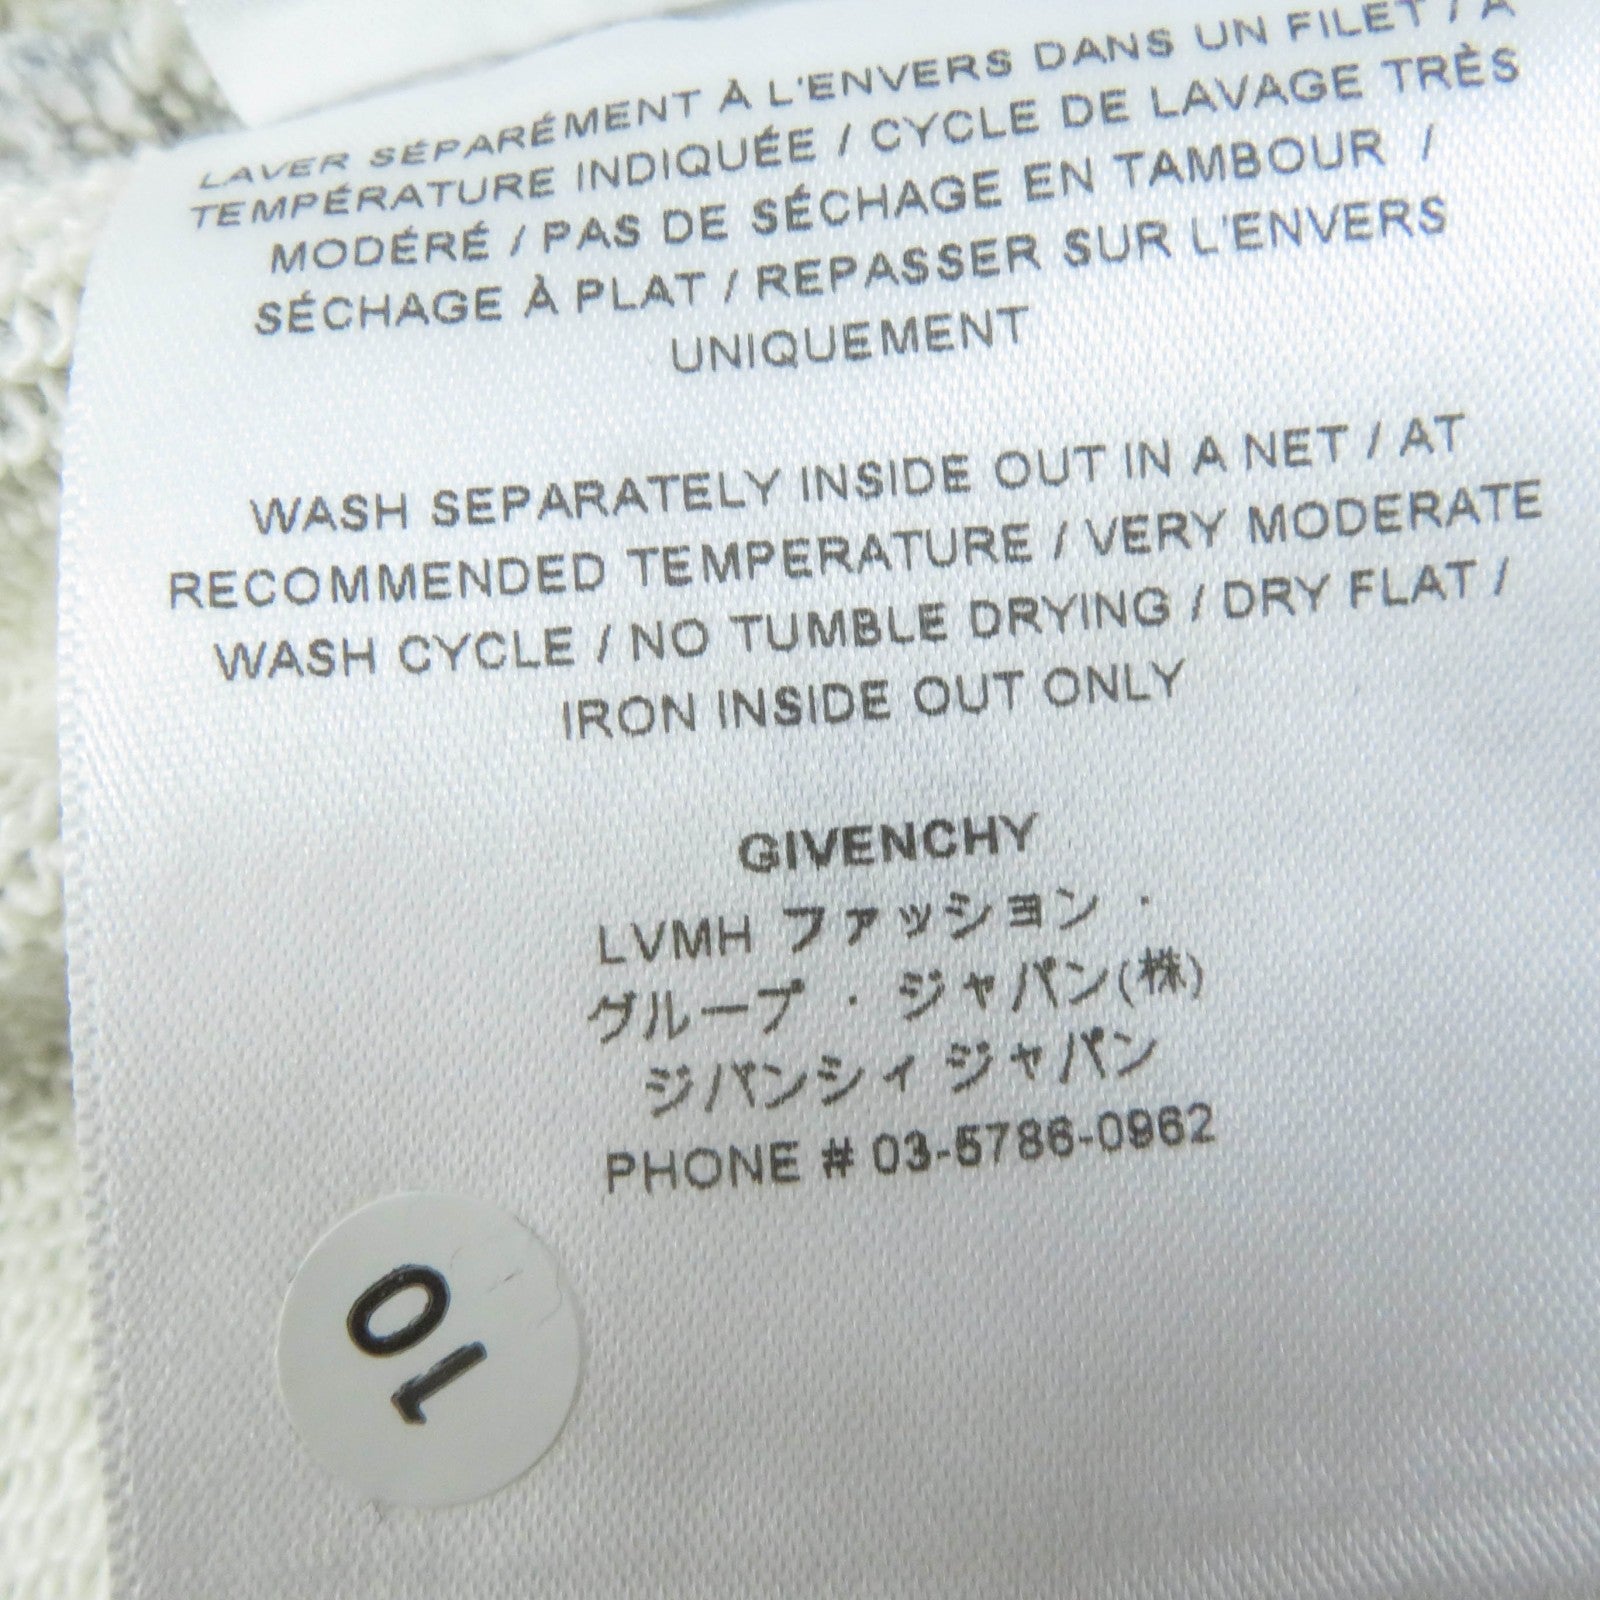 LAVER SÉPARÉMENT À L'ENVERS DANS UN FILET / A
TEMPÉRATURE INDIQUÉE / CYCLE DE LAVAGE TRÈS
MODÉRÉ / PAS DE SÉCHAGE EN TAMBOUR /
SÉCHAGE À PLAT / REPASSER SUR L'ENVERS
UNIQUEMENT
WASH SEPARATELY INSIDE OUT IN A NET / AT
RECOMMENDED TEMPERATURE / VERY MODERATE
WASH CYCLE / NO TUMBLE DRYING / DRY FLAT /
IRON INSIDE OUT ONLY
GIVENCHY
LVMH ファッション・
グループ・ジャパン(株)
ジバンシィ ジャパン
PHONE # 03-5786-0962
10